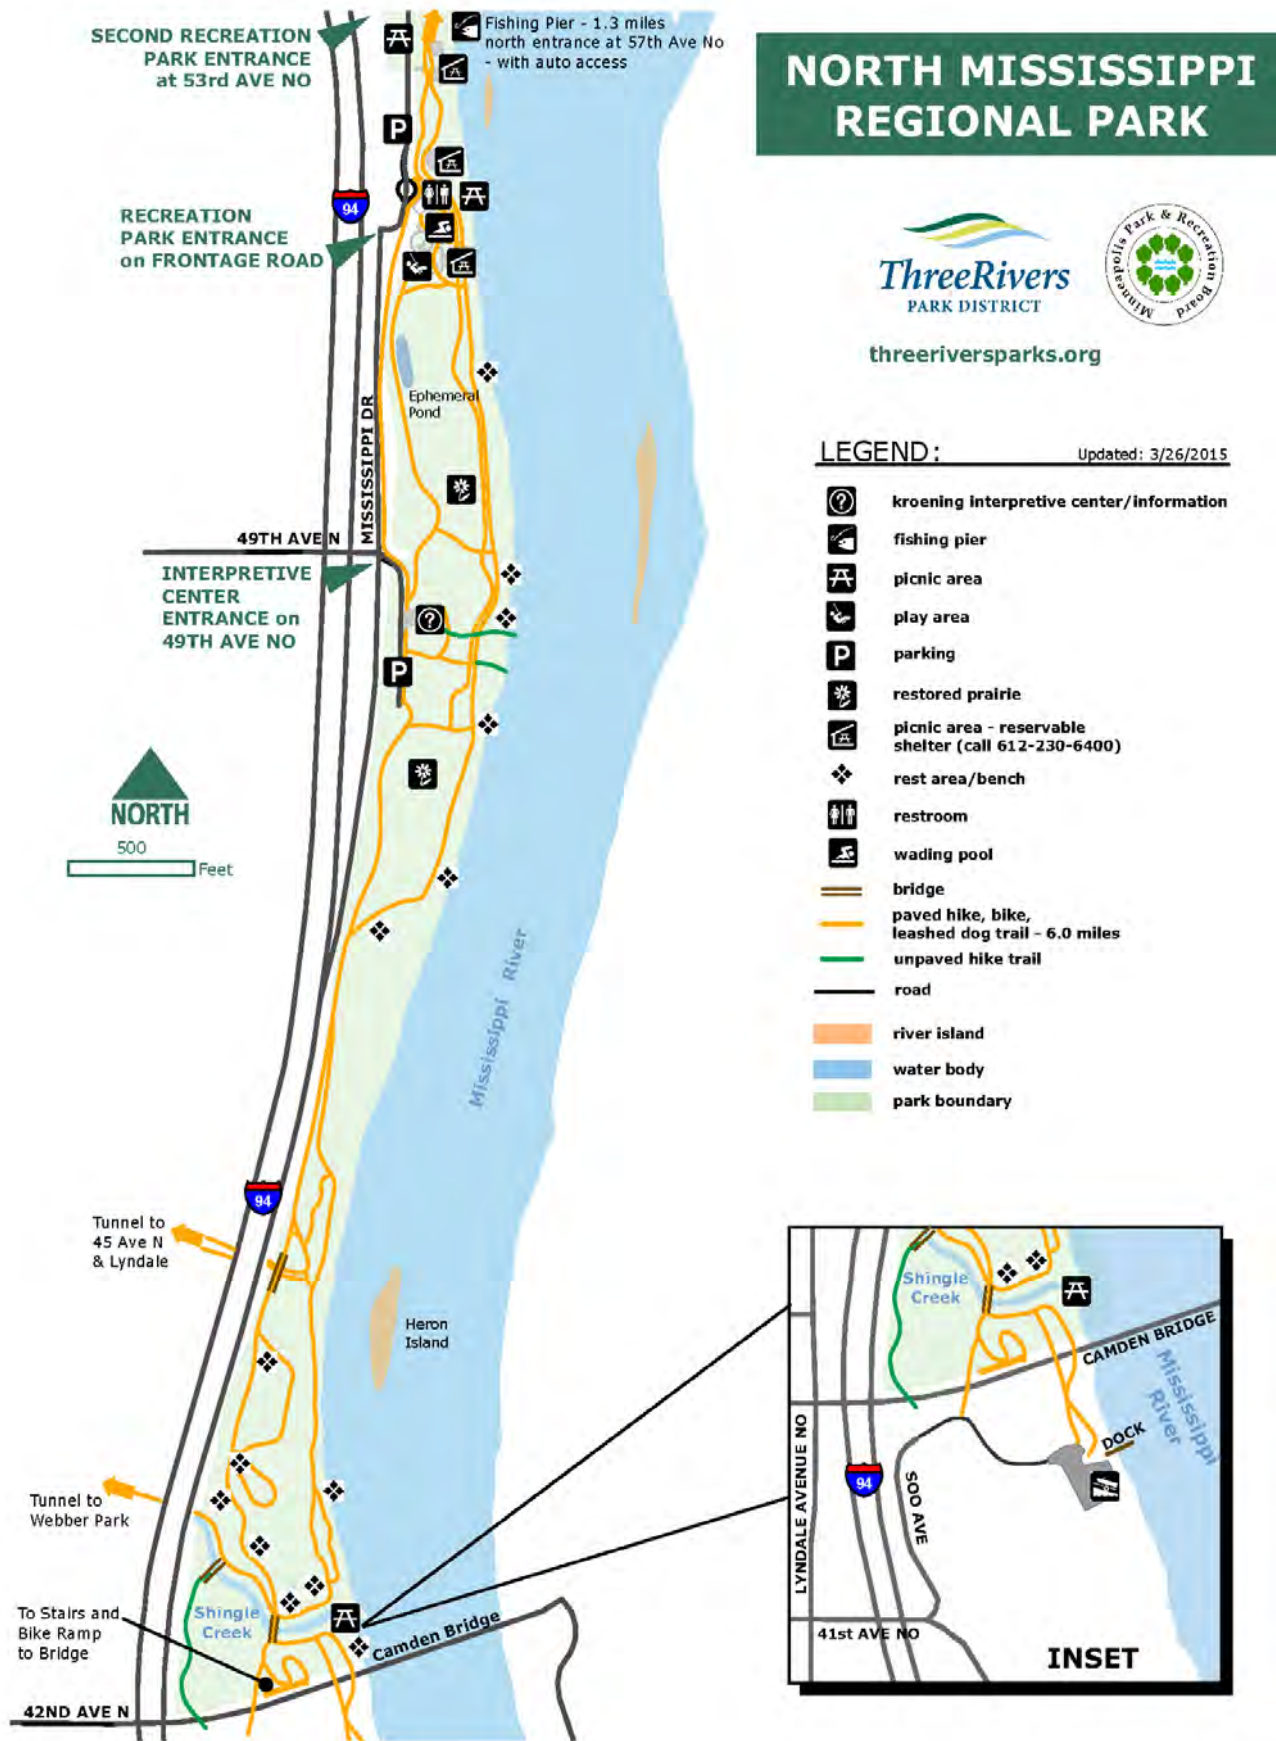 SECOND RECREATION
PARK ENTRANCE
at 53rd AVE NO
Fishing Pier - 1.3 miles
north entrance at 57th Ave No
- with auto access
NORTH MISSISSIPPI
REGIONAL PARK
P
94
RECREATION
PARK ENTRANCE
on FRONTAGE ROAD
ThreeRivers
PARK DISTRICT
Minneapolis Park & Recreation Board
threeriversparks.org
Ephemeral
Pond
MISSISSIPPI DR
49TH AVE N
INTERPRETIVE
CENTER
ENTRANCE on
49TH AVE NO
?
P
LEGEND:
Updated: 3/26/2015
? kroening interpretive center/information
fishing pier
picnic area
play area
P parking
restored prairie
picnic area - reservable
shelter (call 612-230-6400)
rest area/bench
restroom
wading pool
bridge
paved hike, bike,
leashed dog trail - 6.0 miles
unpaved hike trail
road
river island
water body
park boundary
NORTH
500
Feet
Mississippi River
94
Tunnel to
45 Ave N
& Lyndale
Heron
Island
Tunnel to
Webber Park
To Stairs and
Bike Ramp
to Bridge
Shingle
Creek
Camden Bridge
42ND AVE N
Shingle
Creek
CAMDEN BRIDGE
Mississippi
River
DOCK
LYNDALE AVENUE NO
94
SOO AVE
41st AVE NO
INSET